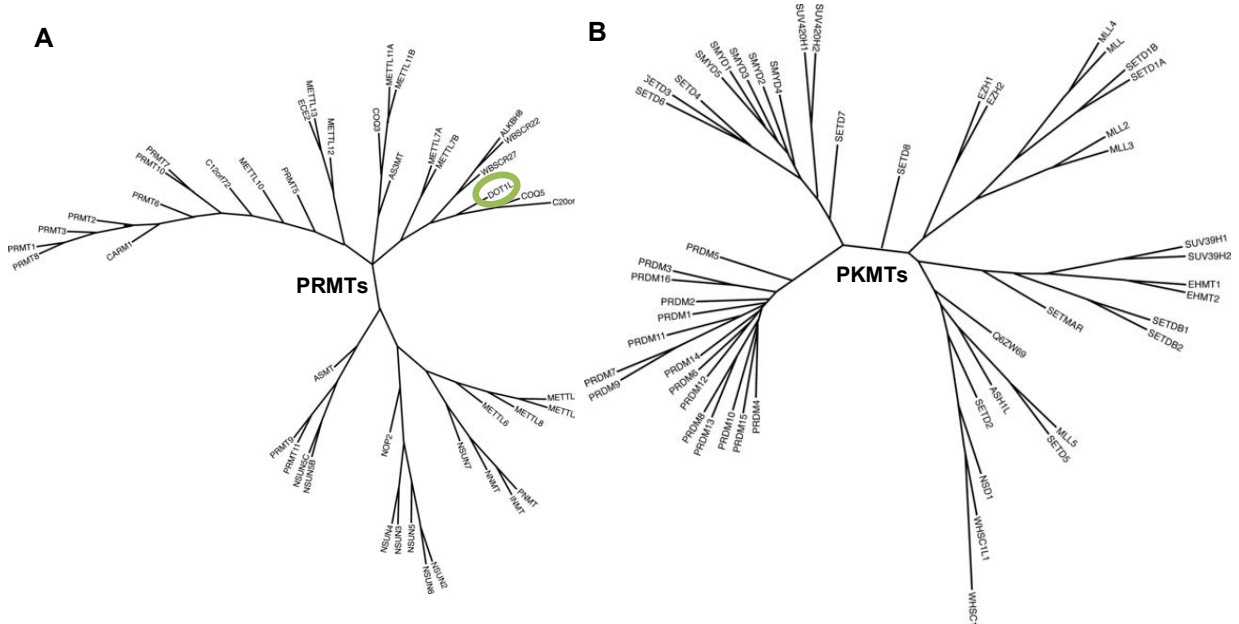 A
METTL11A
METTL11B
METTL13
ECE2
METTL12
COQ3
AS3MT
METTL7A
METTL7B
ALKBH8
WBSCR22
WBSCR27
DOT1L
COQ5
C20or
PRMT7
PRMT10
C12orf72
METTL10
PRMT5
PRMT6
PRMT2
PRMT3
PRMT1
PRMT8
CARM1
PRMTs
ASMT
PRMT9
PRMT11
NSUN5C
NSUN5B
NOP2
NSUN4
NSUN3
NSUN5
NSUN6
NSUN2
NSUN7
NNMT
INMT
PNMT
METTL6
METTL8
METTL
METTL
B
SUV420H1
SUV420H2
SMYD1
SMYD5
SMYD3
SMYD2
SMYD4
SETD3
SETD6
SETD4
SETD7
SETD8
EZH1
EZH2
MLL4
MLL
SETD1B
SETD1A
MLL2
MLL3
PKMTs
SUV39H1
SUV39H2
EHMT1
EHMT2
SETDB1
SETDB2
SETMAR
Q6ZW69
ASH1L
SETD2
MLL5
SETD5
NSD1
WHSC1L1
WHSC1
PRDM5
PRDM3
PRDM16
PRDM2
PRDM1
PRDM11
PRDM7
PRDM9
PRDM14
PRDM6
PRDM12
PRDM8
PRDM13
PRDM10
PRDM15
PRDM4